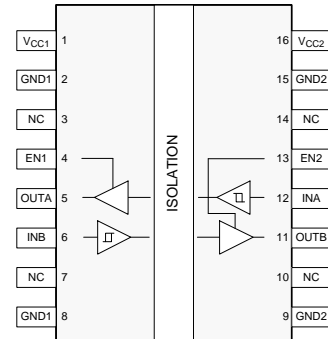 VCC1 1 16 VCC2
GND1 2 15 GND2
NC 3 14 NC
EN1 4 13 EN2
OUTA 5 12 INA
INB 6 11 OUTB
NC 7 10 NC
GND1 8 9 GND2
ISOLATION